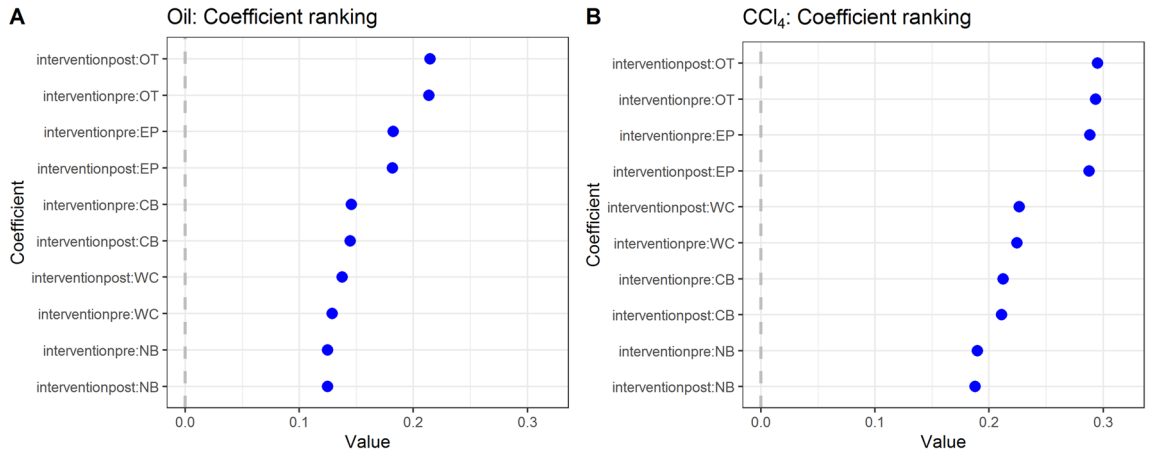 A
Oil: Coefficient ranking
Coefficient
interventionpost:OT
interventionpre:OT
interventionpre:EP
interventionpost:EP
interventionpre:CB
interventionpost:CB
interventionpost:WC
interventionpre:WC
interventionpre:NB
interventionpost:NB
0.0 0.1 0.2 0.3
Value
B
CCl₄: Coefficient ranking
Coefficient
interventionpost:OT
interventionpre:OT
interventionpre:EP
interventionpost:EP
interventionpost:WC
interventionpre:WC
interventionpre:CB
interventionpost:CB
interventionpre:NB
interventionpost:NB
0.0 0.1 0.2 0.3
Value